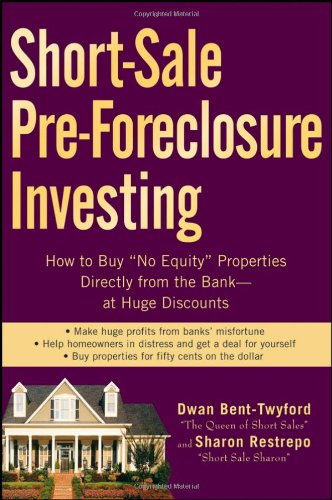 Short-Sale
Pre-Foreclosure
Investing
How to Buy “No Equity” Properties
Directly from the Bank—
at Huge Discounts
• Make huge profits from banks’ misfortune
• Help homeowners in distress and get a deal for yourself
• Buy properties for fifty cents on the dollar
Dwan Bent-Twyford
“The Queen of Short Sales”
and Sharon Restrepo
“Short Sale Sharon”